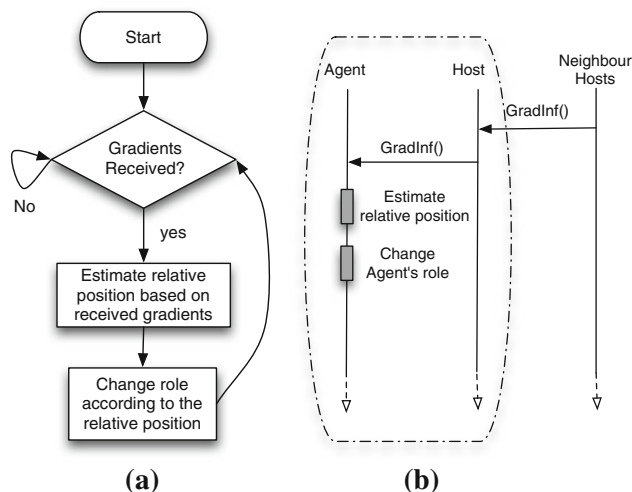 Start
Gradients
Received?
No
yes
Estimate relative
position based on
received gradients
Change role
according to the
relative position
(a)
Agent
Host
Neighbour
Hosts
GradInf()
GradInf()
Estimate
relative position
Change
Agent's role
(b)